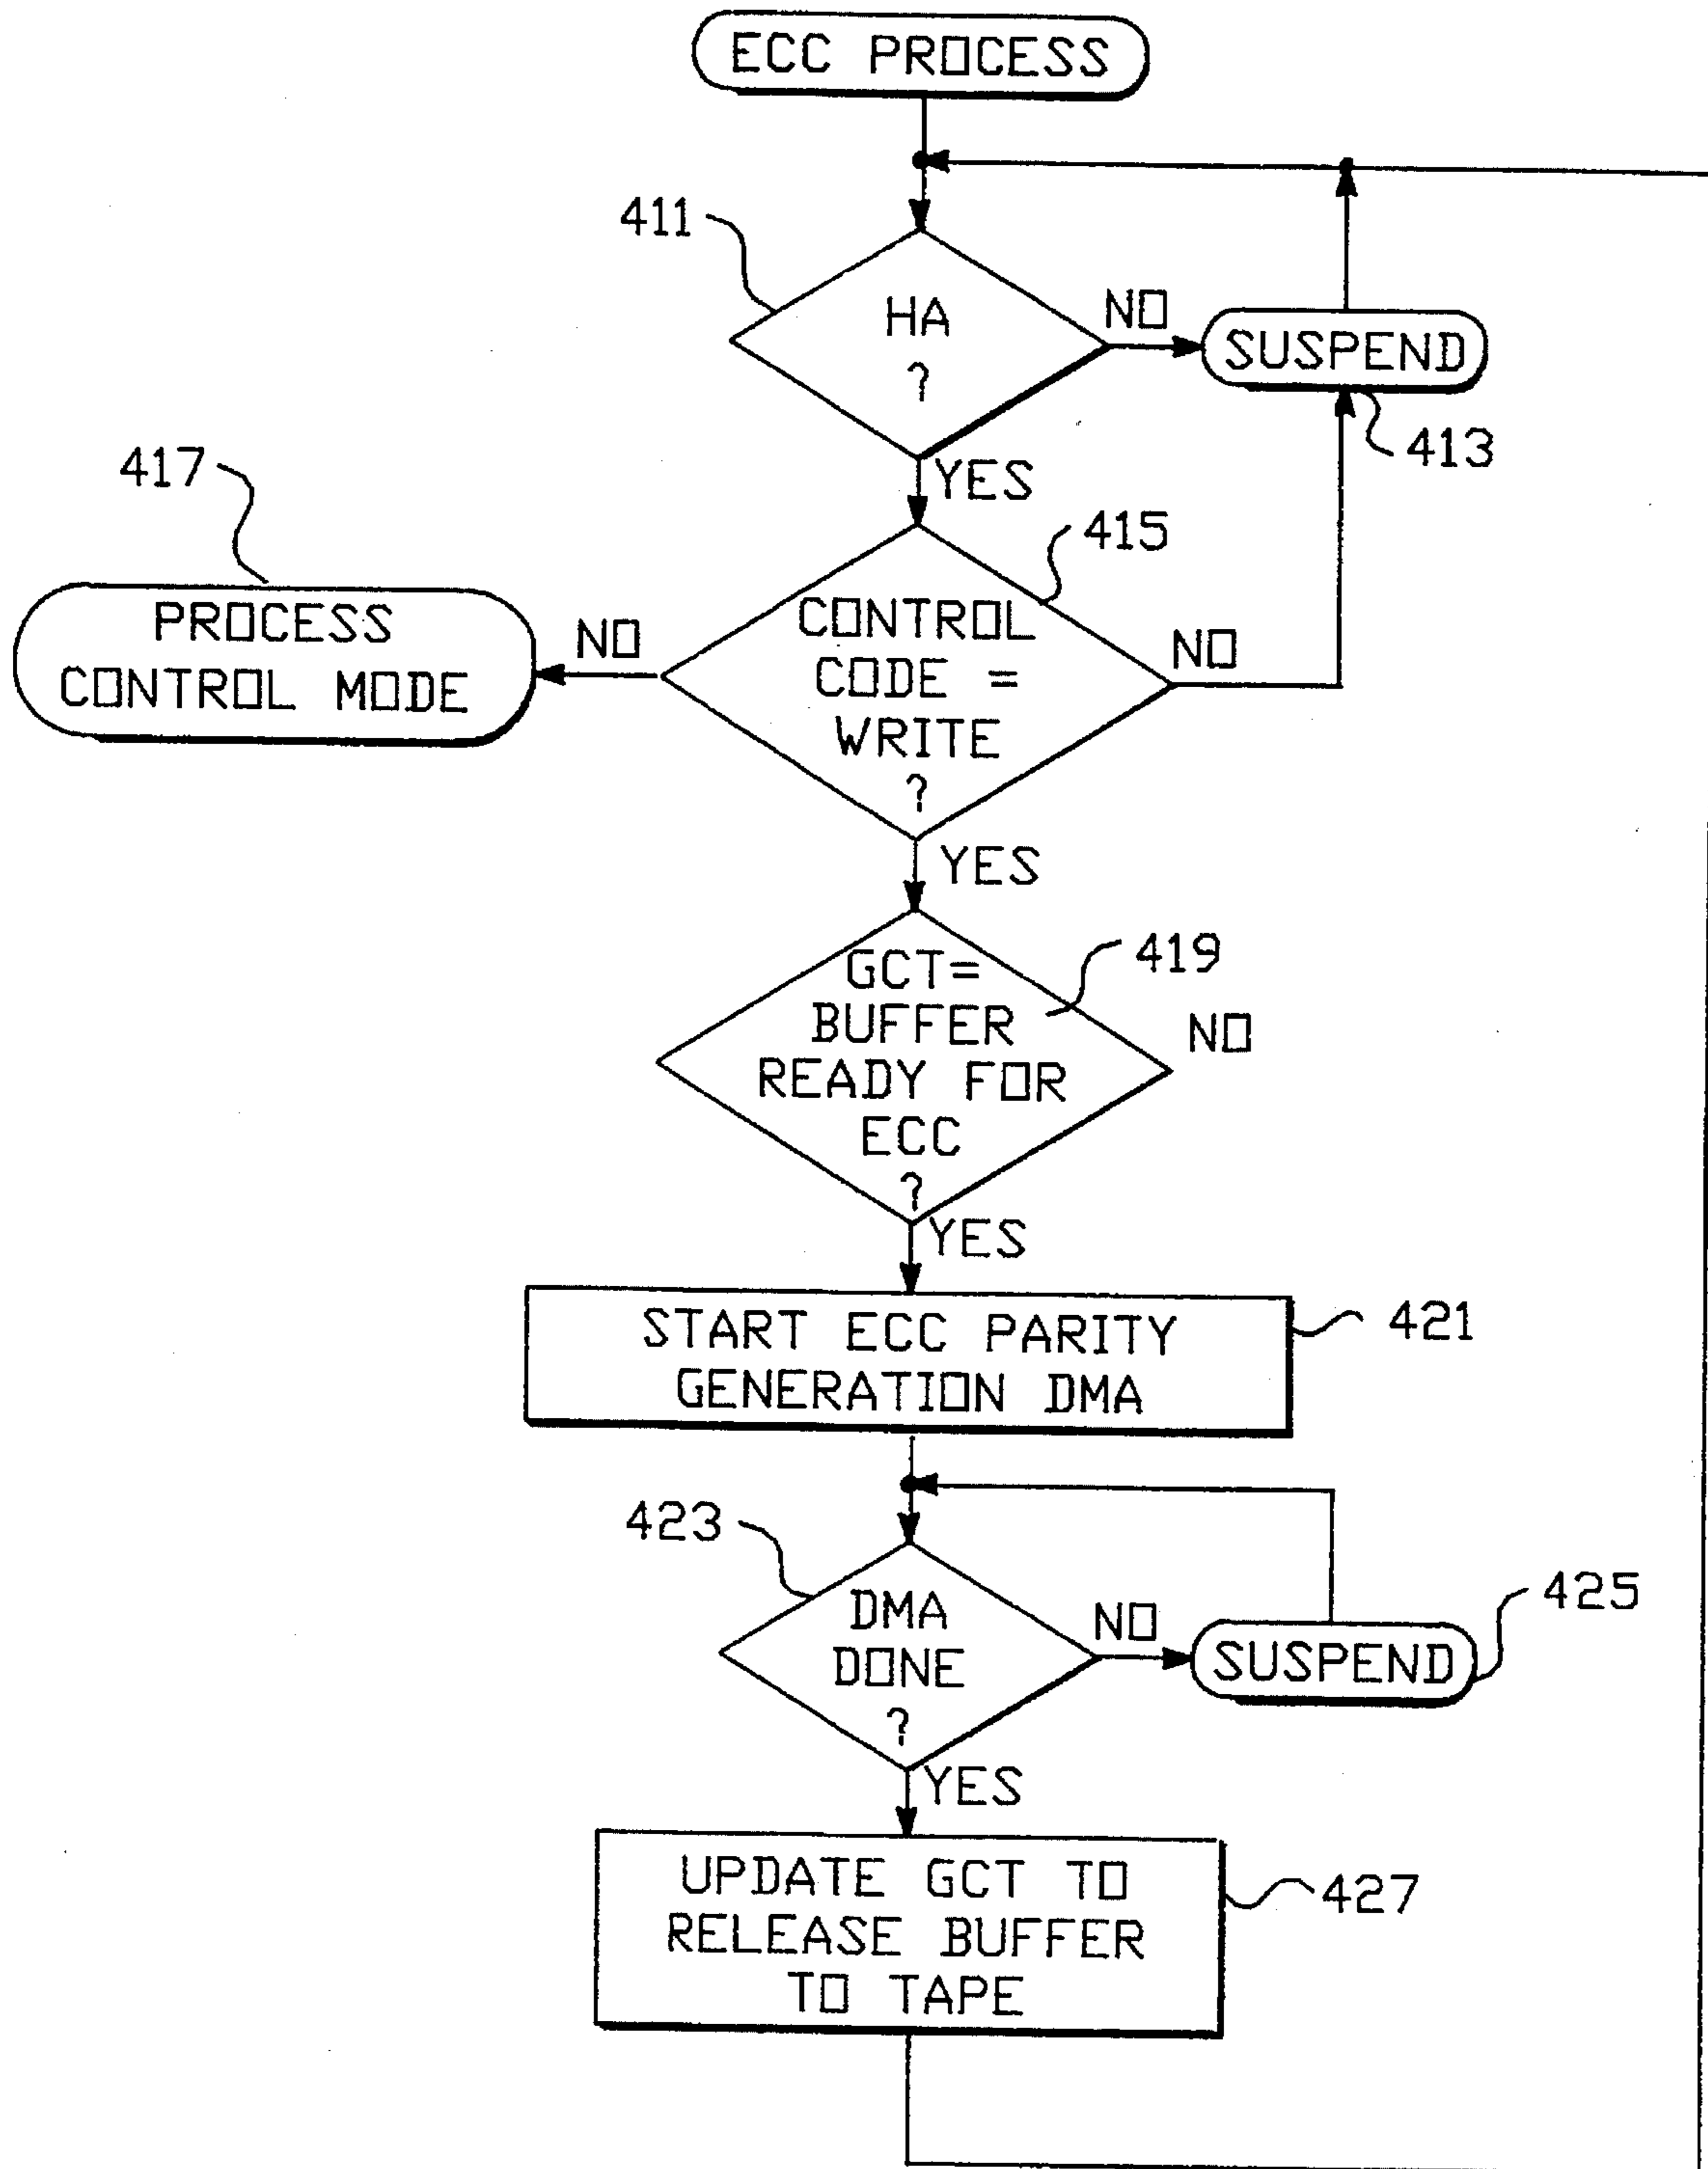 ECC PROCESS
411
HA
?
NO
SUSPEND
413
YES
417
415
PROCESS
CONTROL MODE
NO
CONTROL
CODE =
WRITE
?
NO
YES
419
GCT=
BUFFER
READY FOR
ECC
?
NO
YES
START ECC PARITY
GENERATION DMA
421
423
DMA
DONE
?
NO
SUSPEND
425
YES
UPDATE GCT TO
RELEASE BUFFER
TO TAPE
427